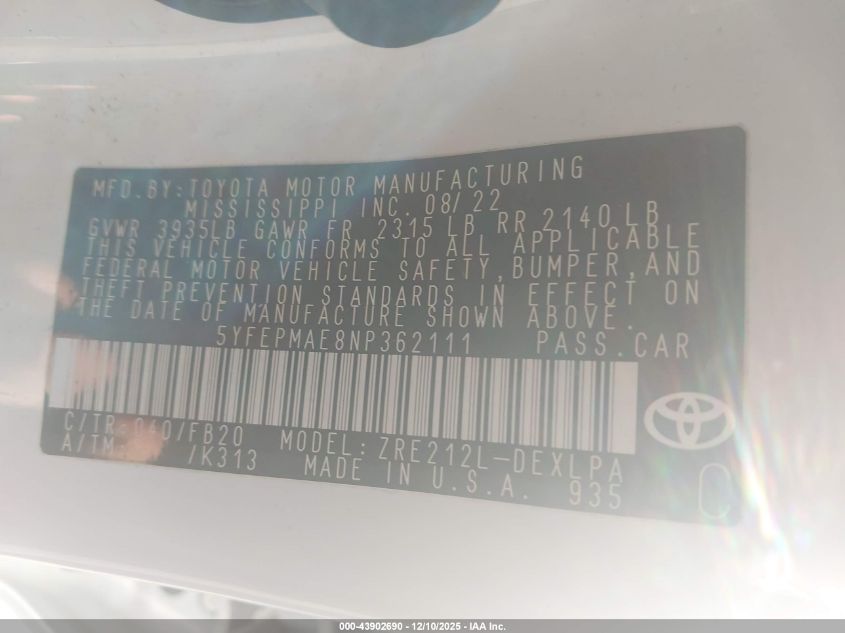 MFD. BY: TOYOTA MOTOR MANUFACTURING
MISSISSIPPI INC. 08/22
GVWR 3935LB GAWR FR 2315 LB RR 2140 LB
THIS VEHICLE CONFORMS TO ALL APPLICABLE
FEDERAL MOTOR VEHICLE SAFETY, BUMPER, AND
THEFT PREVENTION STANDARDS IN EFFECT ON
THE DATE OF MANUFACTURE SHOWN ABOVE.
5YFEPMAE8NP362111 PASS.CAR
C/TR: 040/FB20 MODEL: ZRE212L-DEXLPA
A/TM: /K313 MADE IN U.S.A. 935 C
000-43902690 - 12/10/2025 - IAA Inc.